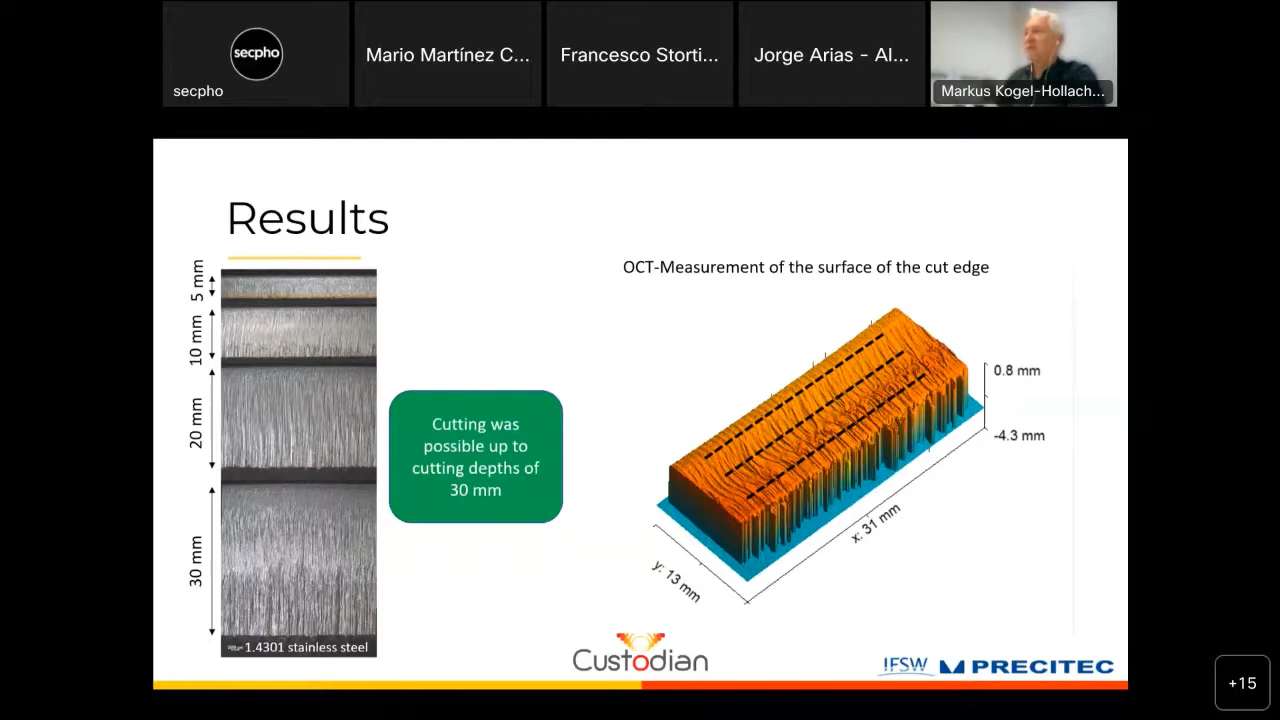 secpho
secpho
Mario Martínez C...
Francesco Storti...
Jorge Arias - Al...
Markus Kogel-Hollach...
Results
5 mm
10 mm
20 mm
30 mm
1.4301 stainless steel
Cutting was
possible up to
cutting depths of
30 mm
OCT-Measurement of the surface of the cut edge
0.8 mm
-4.3 mm
x: 31 mm
y: 13 mm
Custodian
IFSW
PRECITEC
+15